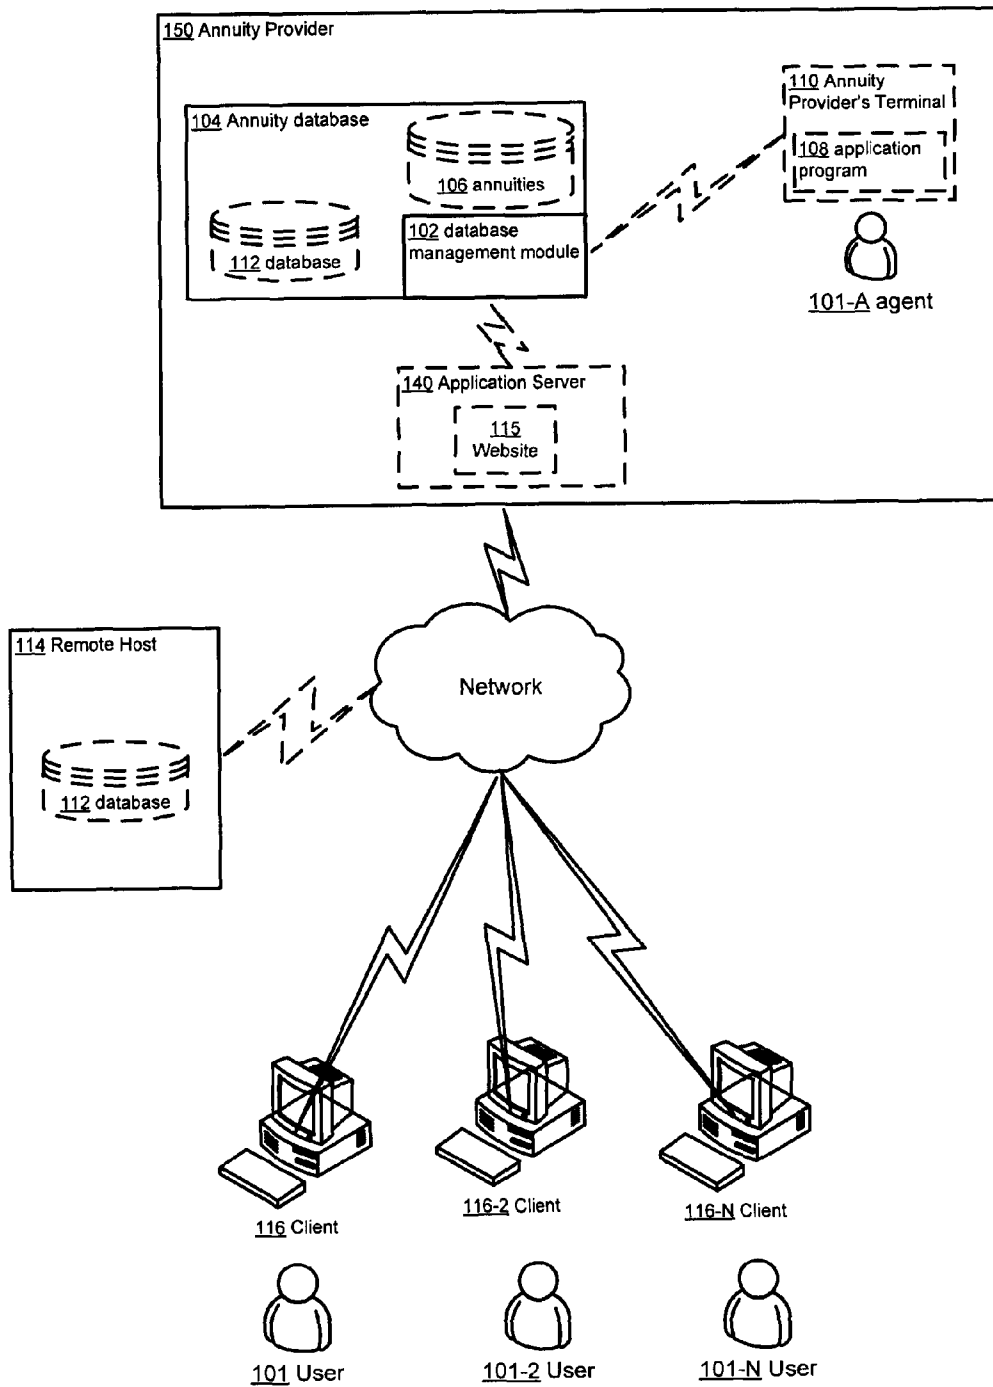 150 Annuity Provider
104 Annuity database
106 annuities
112 database
102 database
management module
110 Annuity
Provider's Terminal
108 application
program
101-A agent
140 Application Server
115
Website
114 Remote Host
112 database
Network
116 Client
116-2 Client
116-N Client
101 User
101-2 User
101-N User